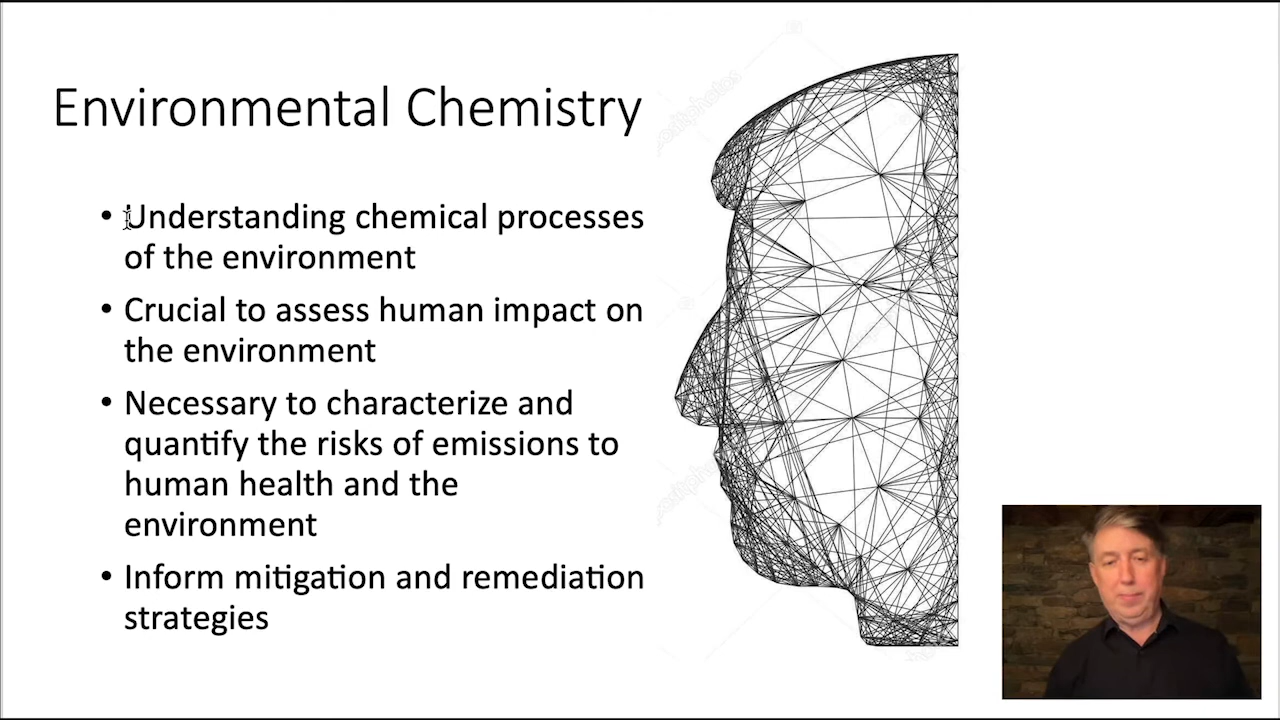 Environmental Chemistry
• Understanding chemical processes
of the environment
• Crucial to assess human impact on
the environment
• Necessary to characterize and
quantify the risks of emissions to
human health and the
environment
• Inform mitigation and remediation
strategies